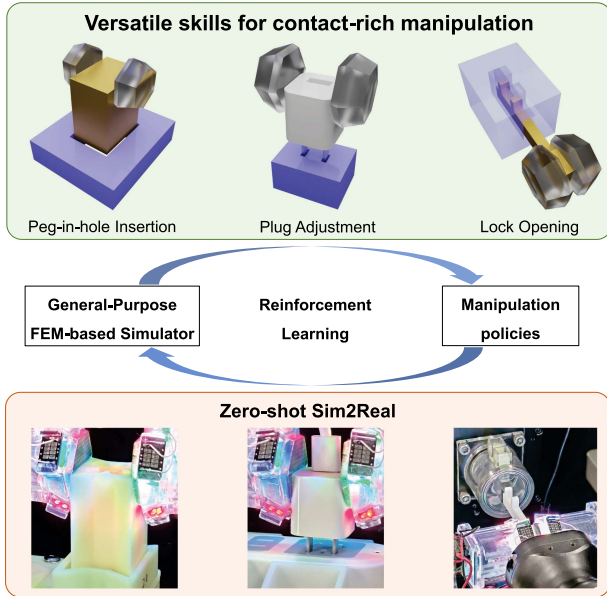 Versatile skills for contact-rich manipulation
Peg-in-hole Insertion
Plug Adjustment
Lock Opening
General-Purpose
FEM-based Simulator
Reinforcement
Learning
Manipulation
policies
Zero-shot Sim2Real